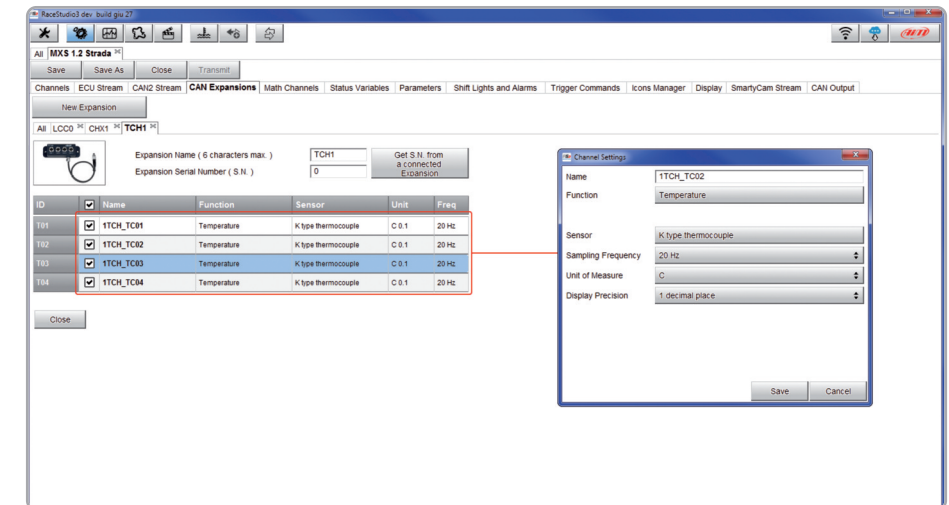 RaceStudio3 dev build giu 27
AiM
All MXS 1.2 Strada
Save Save As Close Transmit
Channels ECU Stream CAN2 Stream CAN Expansions Math Channels Status Variables Parameters Shift Lights and Alarms Trigger Commands Icons Manager Display SmartyCam Stream CAN Output
New Expansion
All LCC0 CHX1 TCH1
Expansion Name ( 6 characters max. ) TCH1
Expansion Serial Number ( S.N. ) 0
Get S.N. from
a connected
Expansion
ID Name Function Sensor Unit Freq
T01 1TCH_TC01 Temperature K type thermocouple C 0.1 20 Hz
T02 1TCH_TC02 Temperature K type thermocouple C 0.1 20 Hz
T03 1TCH_TC03 Temperature K type thermocouple C 0.1 20 Hz
T04 1TCH_TC04 Temperature K type thermocouple C 0.1 20 Hz
Close
Channel Settings
Name 1TCH_TC02
Function Temperature
Sensor K type thermocouple
Sampling Frequency 20 Hz
Unit of Measure C
Display Precision 1 decimal place
Save Cancel